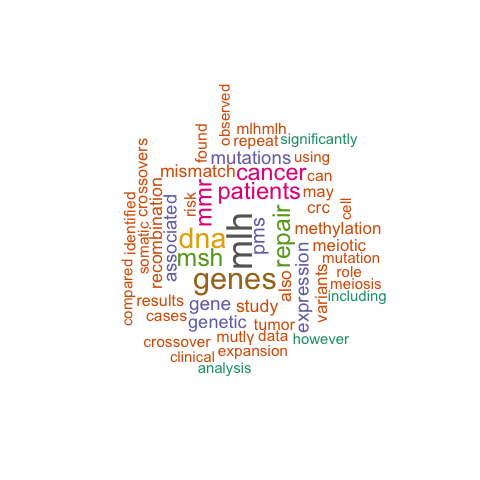 observed
mlhmlh
repeat
significantly
found
mutations
using
mismatch
cancer
can
crossovers
recombination
risk
mmr
patients
may
crc
cell
identified
somatic
associated
dna
mlh
pms
repair
methylation
meiotic
msh
expression
mutation
compared
genes
also
variants
role
meiosis
including
results
gene
study
cases
genetic
tumor
crossover
mutlγ
data
however
clinical
expansion
analysis